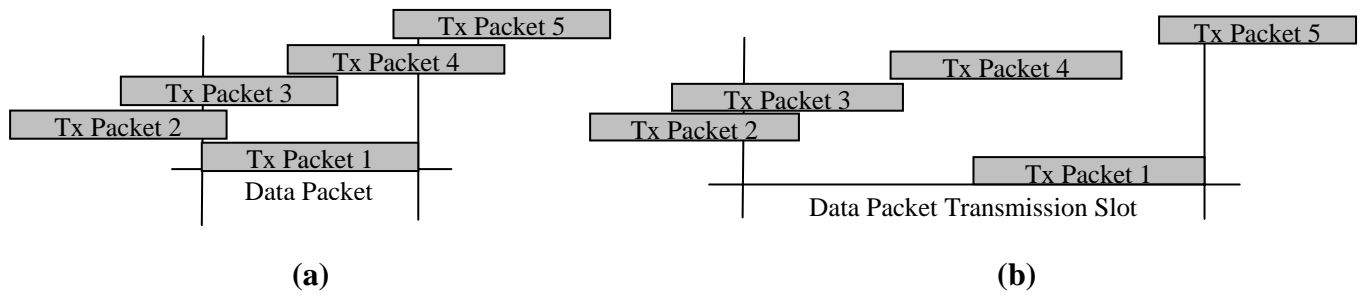 Tx Packet 5
Tx Packet 4
Tx Packet 3
Tx Packet 2
Tx Packet 1
Data Packet
(a)
Tx Packet 5
Tx Packet 4
Tx Packet 3
Tx Packet 2
Tx Packet 1
Data Packet Transmission Slot
(b)